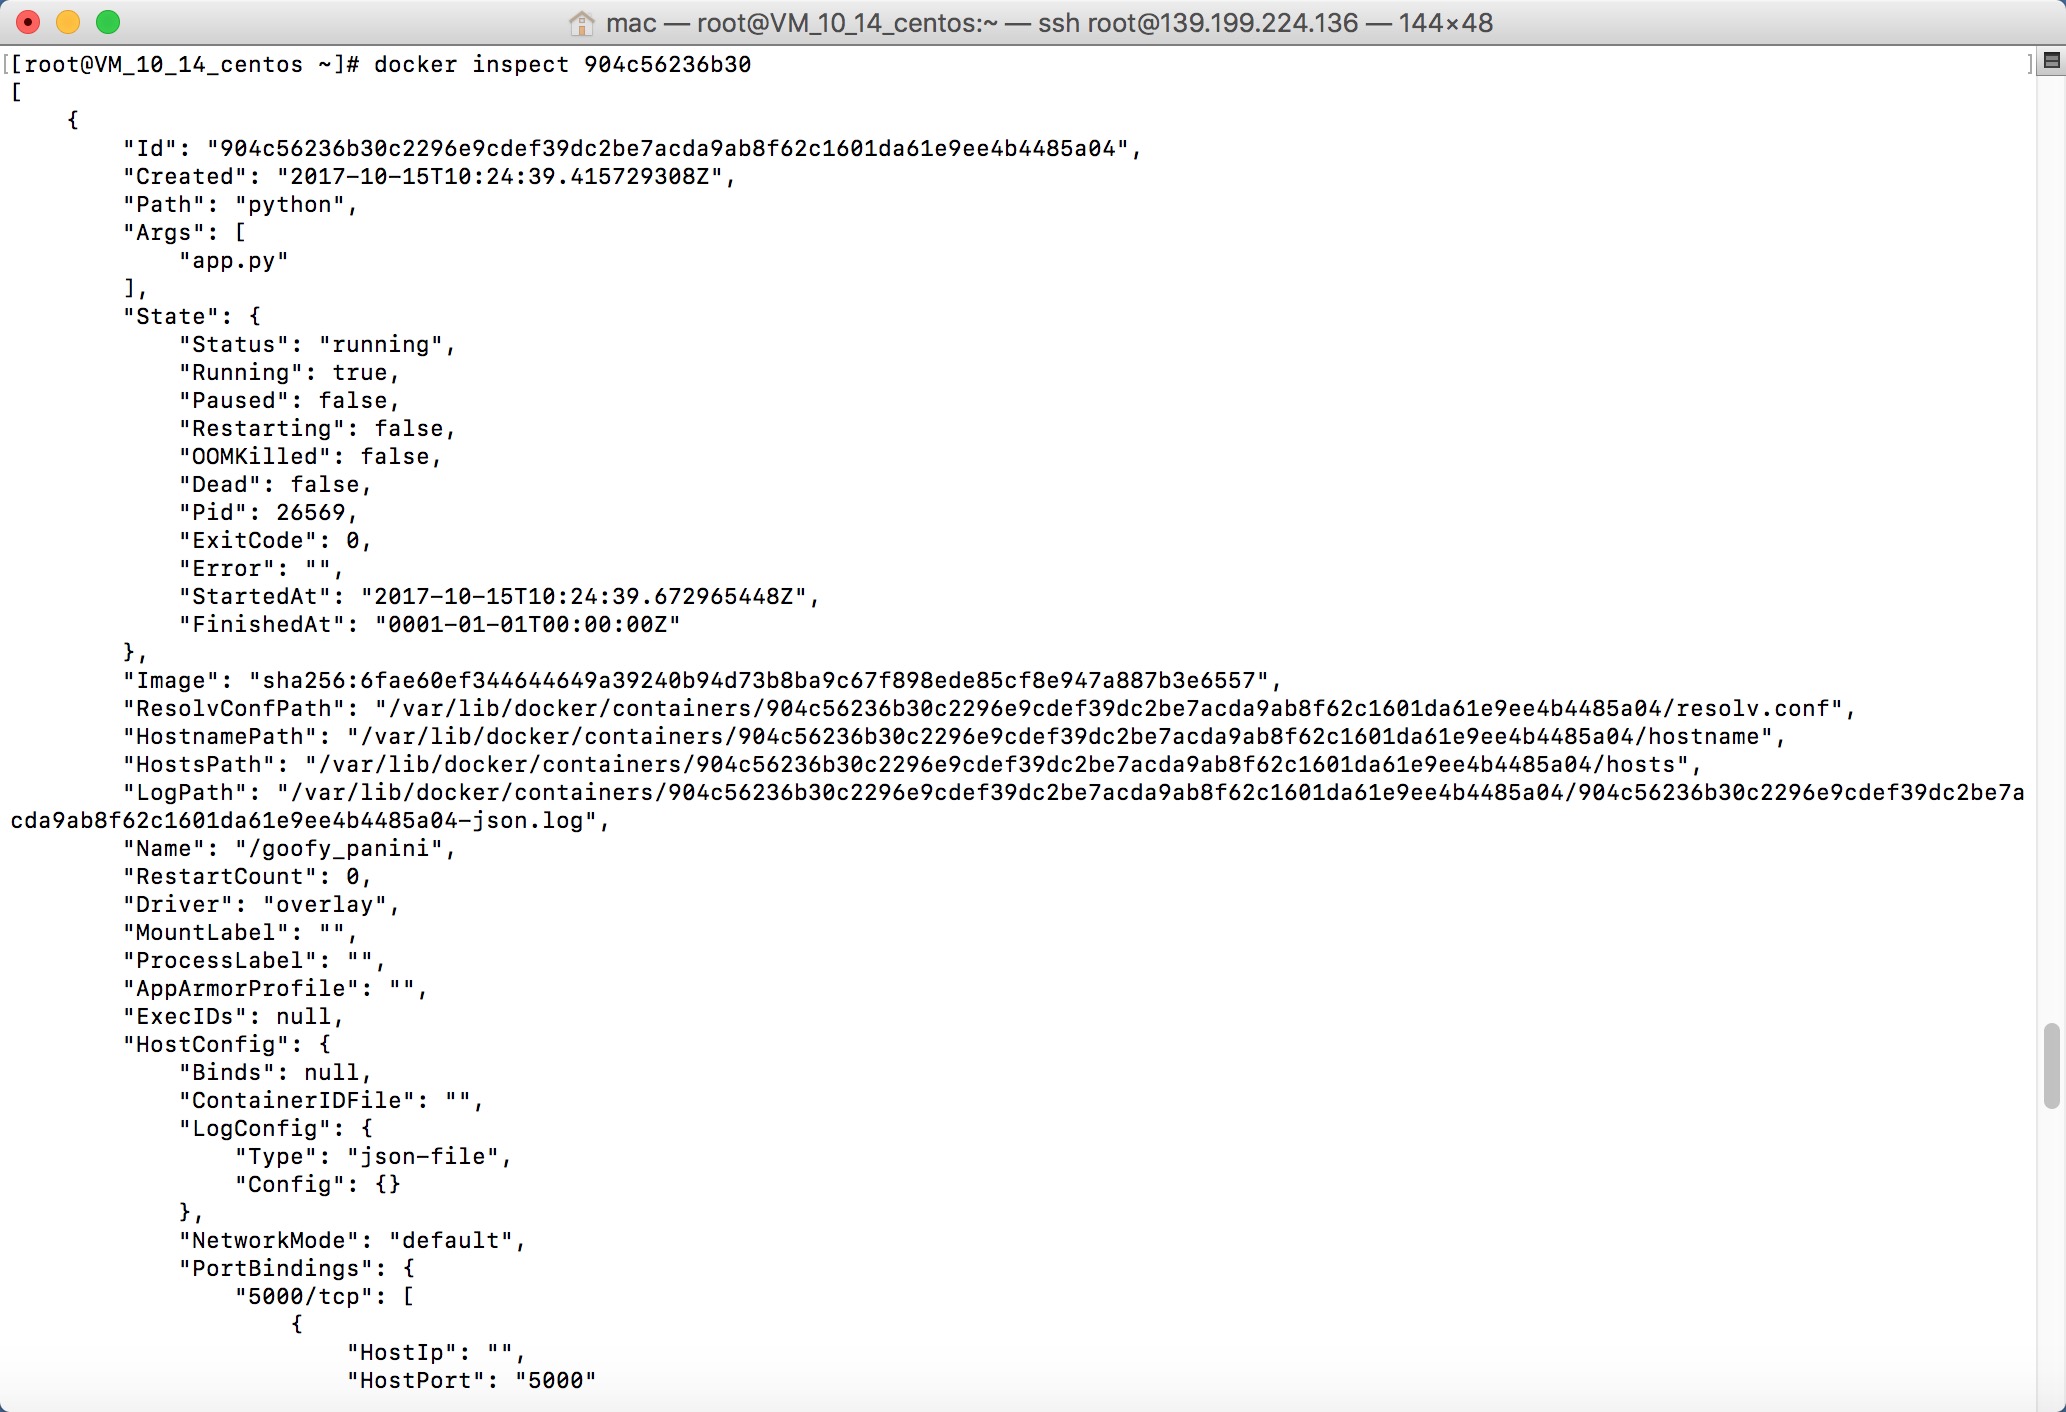 mac — root@VM_10_14_centos:~ — ssh root@139.199.224.136 — 144×48
[[root@VM_10_14_centos ~]# docker inspect 904c56236b30 ]
[
    {
        "Id": "904c56236b30c2296e9cdef39dc2be7acda9ab8f62c1601da61e9ee4b4485a04",
        "Created": "2017-10-15T10:24:39.415729308Z",
        "Path": "python",
        "Args": [
            "app.py"
        ],
        "State": {
            "Status": "running",
            "Running": true,
            "Paused": false,
            "Restarting": false,
            "OOMKilled": false,
            "Dead": false,
            "Pid": 26569,
            "ExitCode": 0,
            "Error": "",
            "StartedAt": "2017-10-15T10:24:39.672965448Z",
            "FinishedAt": "0001-01-01T00:00:00Z"
        },
        "Image": "sha256:6fae60ef344644649a39240b94d73b8ba9c67f898ede85cf8e947a887b3e6557",
        "ResolvConfPath": "/var/lib/docker/containers/904c56236b30c2296e9cdef39dc2be7acda9ab8f62c1601da61e9ee4b4485a04/resolv.conf",
        "HostnamePath": "/var/lib/docker/containers/904c56236b30c2296e9cdef39dc2be7acda9ab8f62c1601da61e9ee4b4485a04/hostname",
        "HostsPath": "/var/lib/docker/containers/904c56236b30c2296e9cdef39dc2be7acda9ab8f62c1601da61e9ee4b4485a04/hosts",
        "LogPath": "/var/lib/docker/containers/904c56236b30c2296e9cdef39dc2be7acda9ab8f62c1601da61e9ee4b4485a04/904c56236b30c2296e9cdef39dc2be7a
cda9ab8f62c1601da61e9ee4b4485a04-json.log",
        "Name": "/goofy_panini",
        "RestartCount": 0,
        "Driver": "overlay",
        "MountLabel": "",
        "ProcessLabel": "",
        "AppArmorProfile": "",
        "ExecIDs": null,
        "HostConfig": {
            "Binds": null,
            "ContainerIDFile": "",
            "LogConfig": {
                "Type": "json-file",
                "Config": {}
            },
            "NetworkMode": "default",
            "PortBindings": {
                "5000/tcp": [
                    {
                        "HostIp": "",
                        "HostPort": "5000"